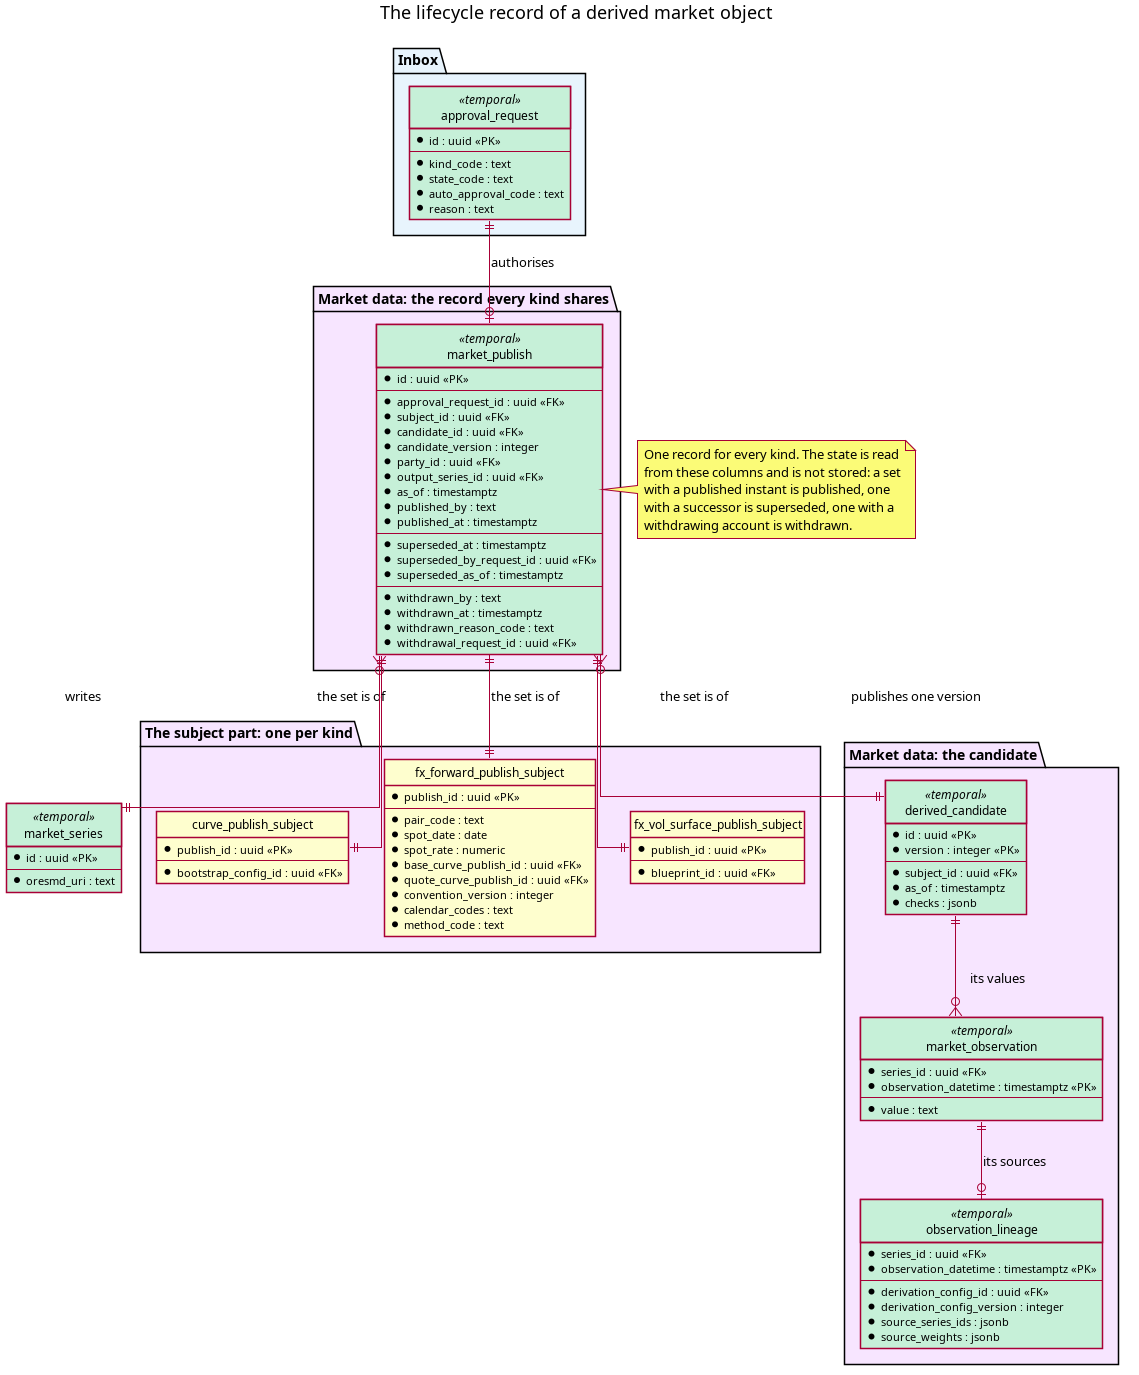 The lifecycle record of a derived market object
Inbox
«temporal»
approval_request
id : uuid «PK»
kind_code : text
state_code : text
auto_approval_code : text
reason : text
authorises
Market data: the record every kind shares
«temporal»
market_publish
id : uuid «PK»
approval_request_id : uuid «FK»
subject_id : uuid «FK»
candidate_id : uuid «FK»
candidate_version : integer
party_id : uuid «FK»
output_series_id : uuid «FK»
as_of : timestamptz
published_by : text
published_at : timestamptz
superseded_at : timestamptz
superseded_by_request_id : uuid «FK»
superseded_as_of : timestamptz
withdrawn_by : text
withdrawn_at : timestamptz
withdrawn_reason_code : text
withdrawal_request_id : uuid «FK»
One record for every kind. The state is read
from these columns and is not stored: a set
with a published instant is published, one
with a successor is superseded, one with a
withdrawing account is withdrawn.
writes
the set is of
the set is of
the set is of
publishes one version
The subject part: one per kind
«temporal»
market_series
id : uuid «PK»
oresmd_uri : text
curve_publish_subject
publish_id : uuid «PK»
bootstrap_config_id : uuid «FK»
fx_forward_publish_subject
publish_id : uuid «PK»
pair_code : text
spot_date : date
spot_rate : numeric
base_curve_publish_id : uuid «FK»
quote_curve_publish_id : uuid «FK»
convention_version : integer
calendar_codes : text
method_code : text
fx_vol_surface_publish_subject
publish_id : uuid «PK»
blueprint_id : uuid «FK»
Market data: the candidate
«temporal»
derived_candidate
id : uuid «PK»
version : integer «PK»
subject_id : uuid «FK»
as_of : timestamptz
checks : jsonb
its values
«temporal»
market_observation
series_id : uuid «FK»
observation_datetime : timestamptz «PK»
value : text
its sources
«temporal»
observation_lineage
series_id : uuid «FK»
observation_datetime : timestamptz «PK»
derivation_config_id : uuid «FK»
derivation_config_version : integer
source_series_ids : jsonb
source_weights : jsonb